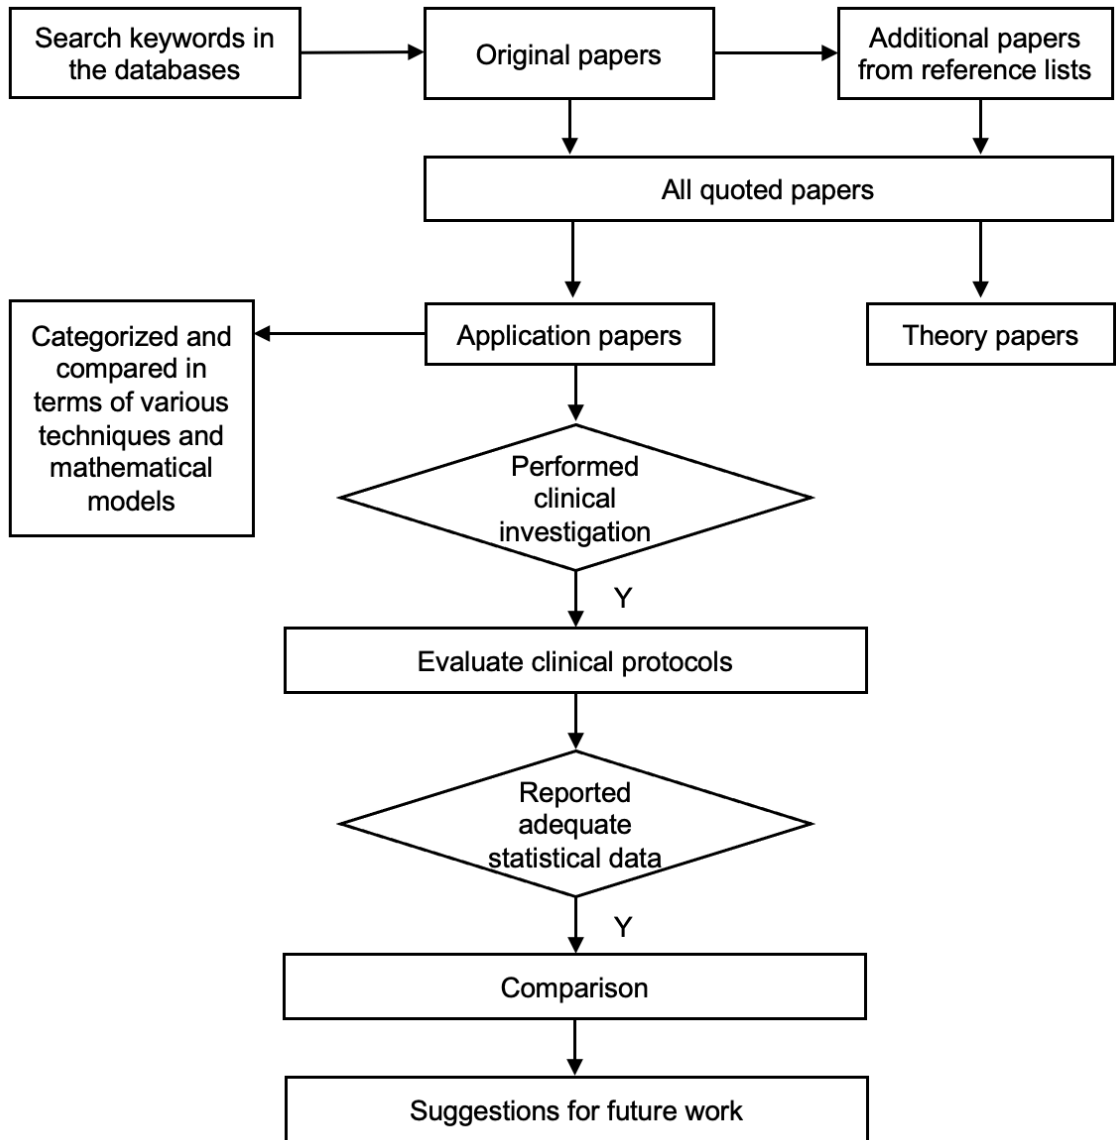 Search keywords in
the databases
Original papers
Additional papers
from reference lists
All quoted papers
Categorized and
compared in
terms of various
techniques and
mathematical
models
Application papers
Theory papers
Performed
clinical
investigation
Y
Evaluate clinical protocols
Reported
adequate
statistical data
Y
Comparison
Suggestions for future work